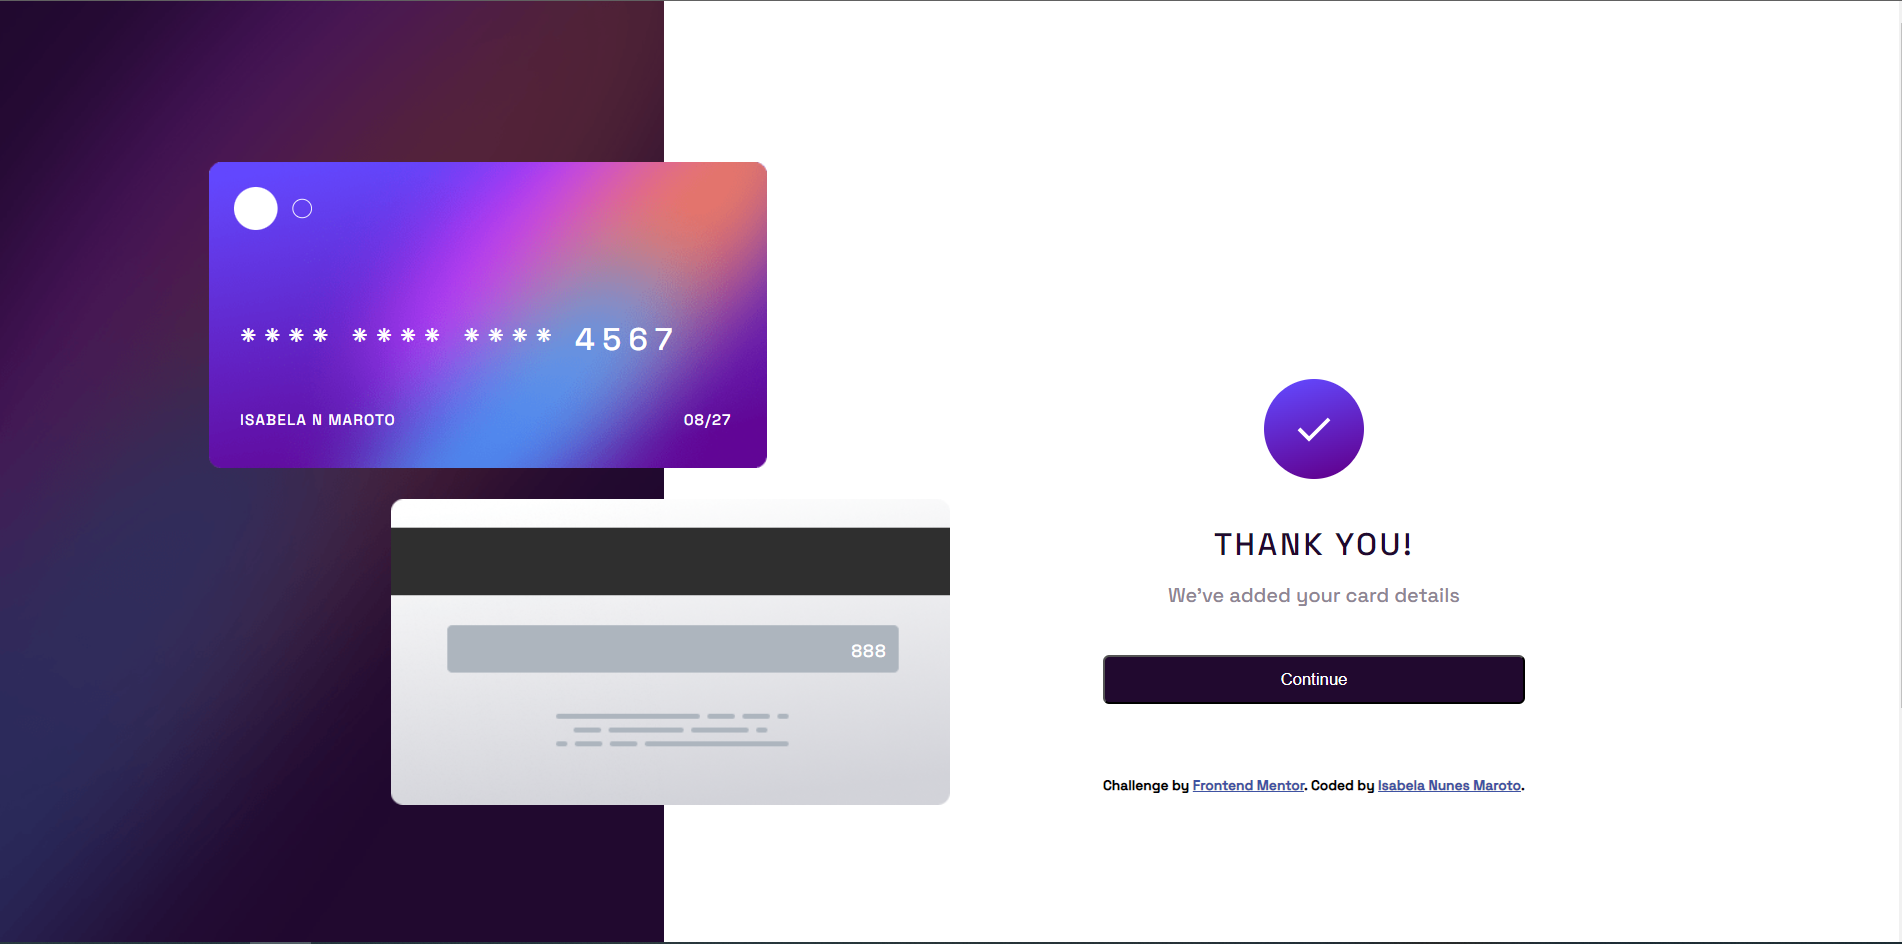 **** **** **** 4567
ISABELA N MAROTO 08/27
888
THANK YOU!
We've added your card details
Continue
Challenge by Frontend Mentor. Coded by Isabela Nunes Maroto.